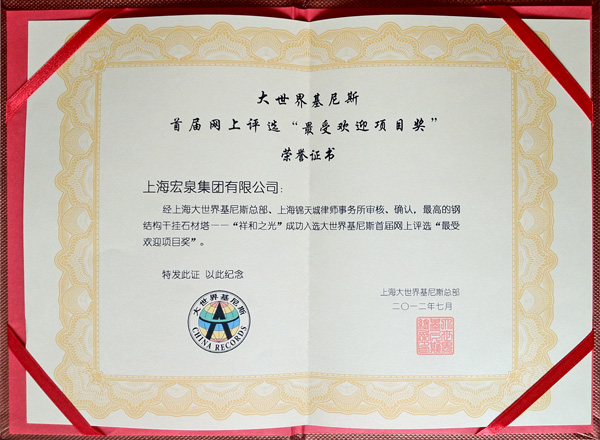 大世界基尼斯
首届网上评选“最受欢迎项目奖”
荣誉证书
上海宏泉集团有限公司：
经上海大世界基尼斯总部、上海锦天城律师事务所审核、确认，最高的钢
结构干挂石材塔——“祥和之光”成功入选大世界基尼斯首届网上评选“最受
欢迎项目奖”。
特发此证 以此纪念
大世界基尼斯
CHINA RECORDS
上海大世界基尼斯总部
二〇一二年七月